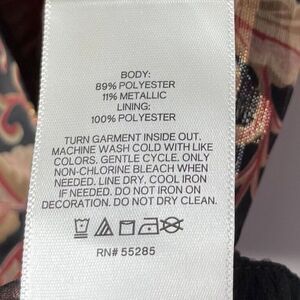 BODY:
89% POLYESTER
11% METALLIC
LINING:
100% POLYESTER
TURN GARMENT INSIDE OUT.
MACHINE WASH COLD WITH LIKE
COLORS. GENTLE CYCLE. ONLY
NON-CHLORINE BLEACH WHEN
NEEDED. LINE DRY. COOL IRON
IF NEEDED. DO NOT IRON ON
DECORATION. DO NOT DRY CLEAN.
RN# 55285